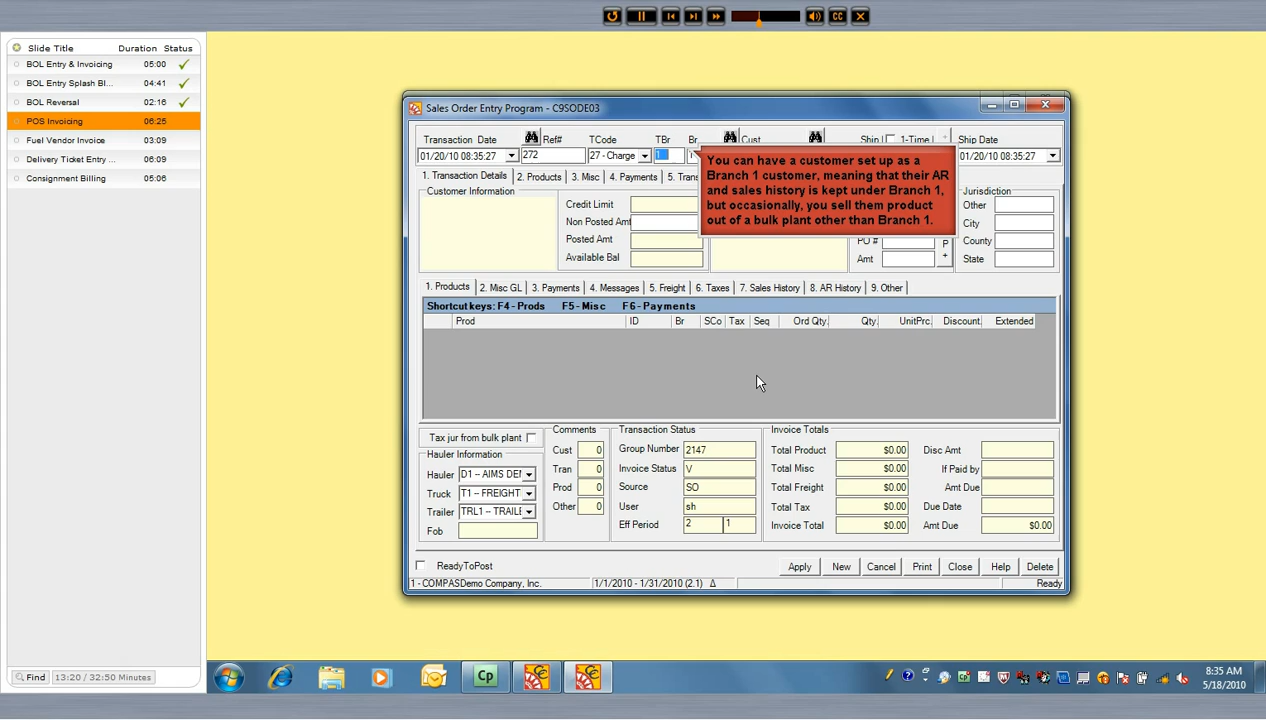 CC
Slide Title Duration Status
BOL Entry & Invoicing 05:00
BOL Entry Splash Bl... 04:41
BOL Reversal 02:16
POS Invoicing 06:25
Fuel Vendor Invoice 03:09
Delivery Ticket Entry ... 06:09
Consignment Billing 05:06
Find 13:20 / 32:50 Minutes
Sales Order Entry Program - C9SODE03
Transaction Date Ref# TCode TBr Br Cust Ship 1-Time Ship Date
01/20/10 08:35:27 272 27 - Charge 1 01/20/10 08:35:27
You can have a customer set up as a
Branch 1 customer, meaning that their AR
and sales history is kept under Branch 1,
but occasionally, you sell them product
out of a bulk plant other than Branch 1.
1. Transaction Details 2. Products 3. Misc 4. Payments 5. Trans
Customer Information
Credit Limit
Non Posted Amt
Posted Amt
Available Bal
PO #
Amt
P
+
Jurisdiction
Other
City
County
State
1. Products 2. Misc GL 3. Payments 4. Messages 5. Freight 6. Taxes 7. Sales History 8. AR History 9. Other
Shortcut keys: F4 - Prods F5 - Misc F6 - Payments
Prod ID Br SCo Tax Seq Ord Qty. Qty. UnitPrc. Discount. Extended
Tax jur from bulk plant
Hauler Information
Hauler D1 -- AIMS DEM
Truck T1 -- FREIGHT
Trailer TRL1 -- TRAILE
Fob
Comments
Cust 0
Tran 0
Prod 0
Other 0
Transaction Status
Group Number 2147
Invoice Status V
Source SO
User sh
Eff Period 2 1
Invoice Totals
Total Product $0.00 Disc Amt
Total Misc $0.00 If Paid by
Total Freight $0.00 Amt Due
Total Tax $0.00 Due Date
Invoice Total $0.00 Amt Due $0.00
ReadyToPost
Apply New Cancel Print Close Help Delete
1 - COMPASDemo Company, Inc. 1/1/2010 - 1/31/2010 (2.1) Δ Ready
Cp
8:35 AM
5/18/2010